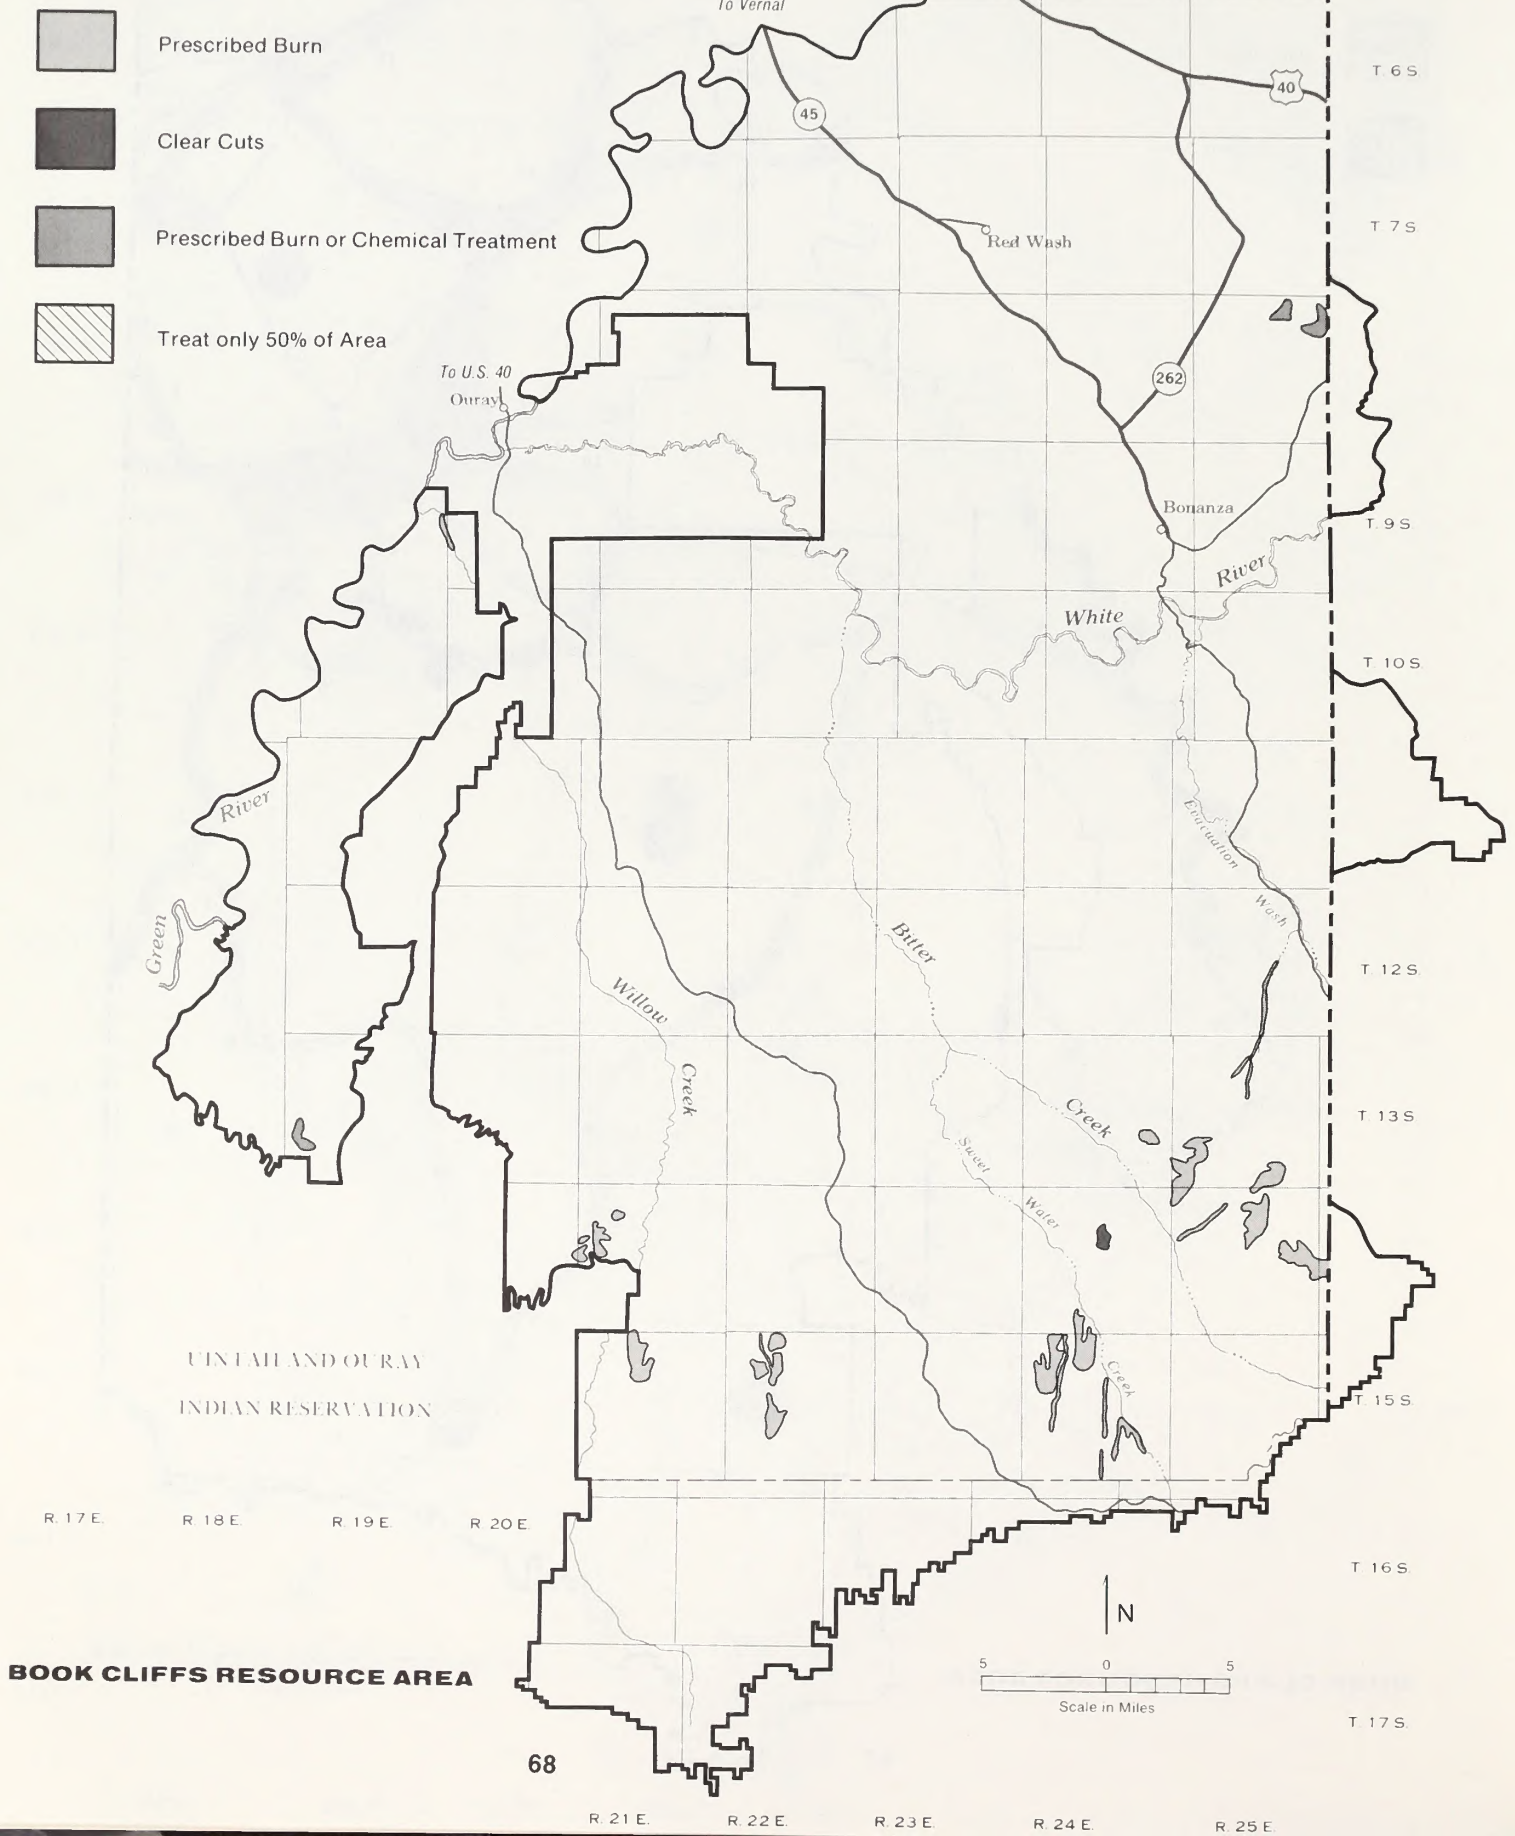 To Vernal
Prescribed Burn
T. 6 S
40
45
Clear Cuts
T 7 S
Prescribed Burn or Chemical Treatment
Red Wash
Treat only 50% of Area
To U.S. 40
262
Ouray
Bonanza
T. 9 S
River
White
T. 10 S.
River
Evacuation
Wash
Green
Bitter
T. 12 S.
Willow
Creek
Creek
T. 13 S
Sweet
Water
UINTAH AND OURAY
Creek
INDIAN RESERVATION
T. 15 S
R. 17 E.
R 18 E.
R. 19 E.
R. 20 E.
T 16 S.
N
BOOK CLIFFS RESOURCE AREA
5 0 5
Scale in Miles
T. 17 S.
68
R. 21 E.
R. 22 E.
R. 23 E.
R. 24 E.
R. 25 E.